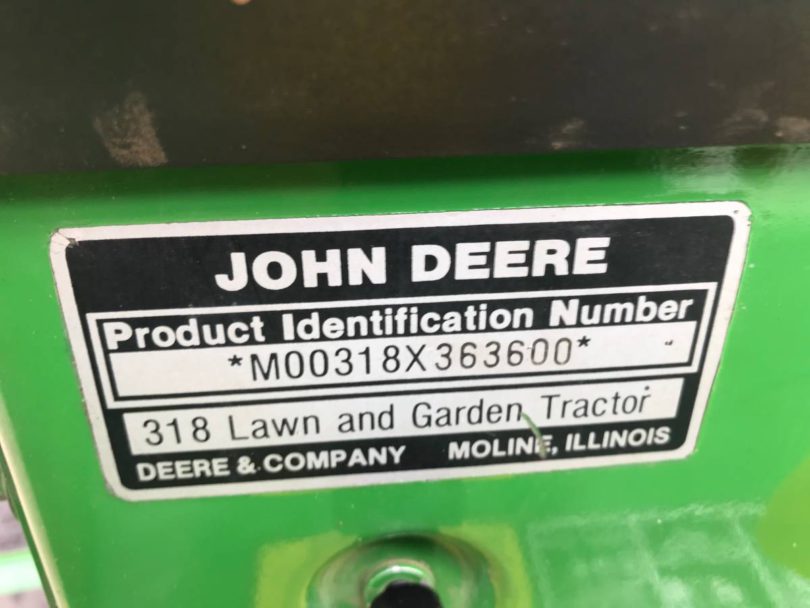 JOHN DEERE
Product Identification Number
*M00318X363600*
318 Lawn and Garden Tractor
DEERE & COMPANY MOLINE, ILLINOIS